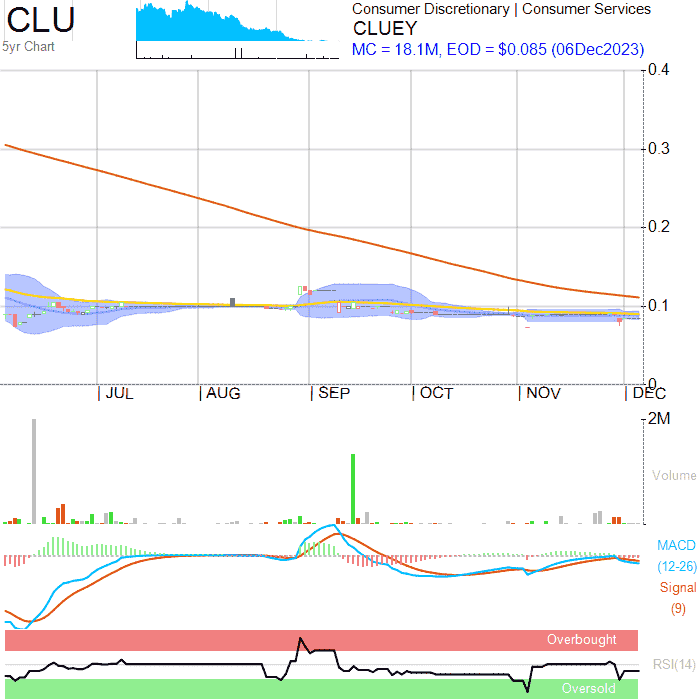 CLU
5yr Chart
Consumer Discretionary | Consumer Services
CLUEY
MC = 18.1M, EOD = $0.085 (06Dec2023)
0.4
0.3
0.2
0.1
0
JUL
AUG
SEP
OCT
NOV
DEC
2M
Volume
MACD
(12-26)
Signal
(9)
Overbought
RSI(14)
Oversold